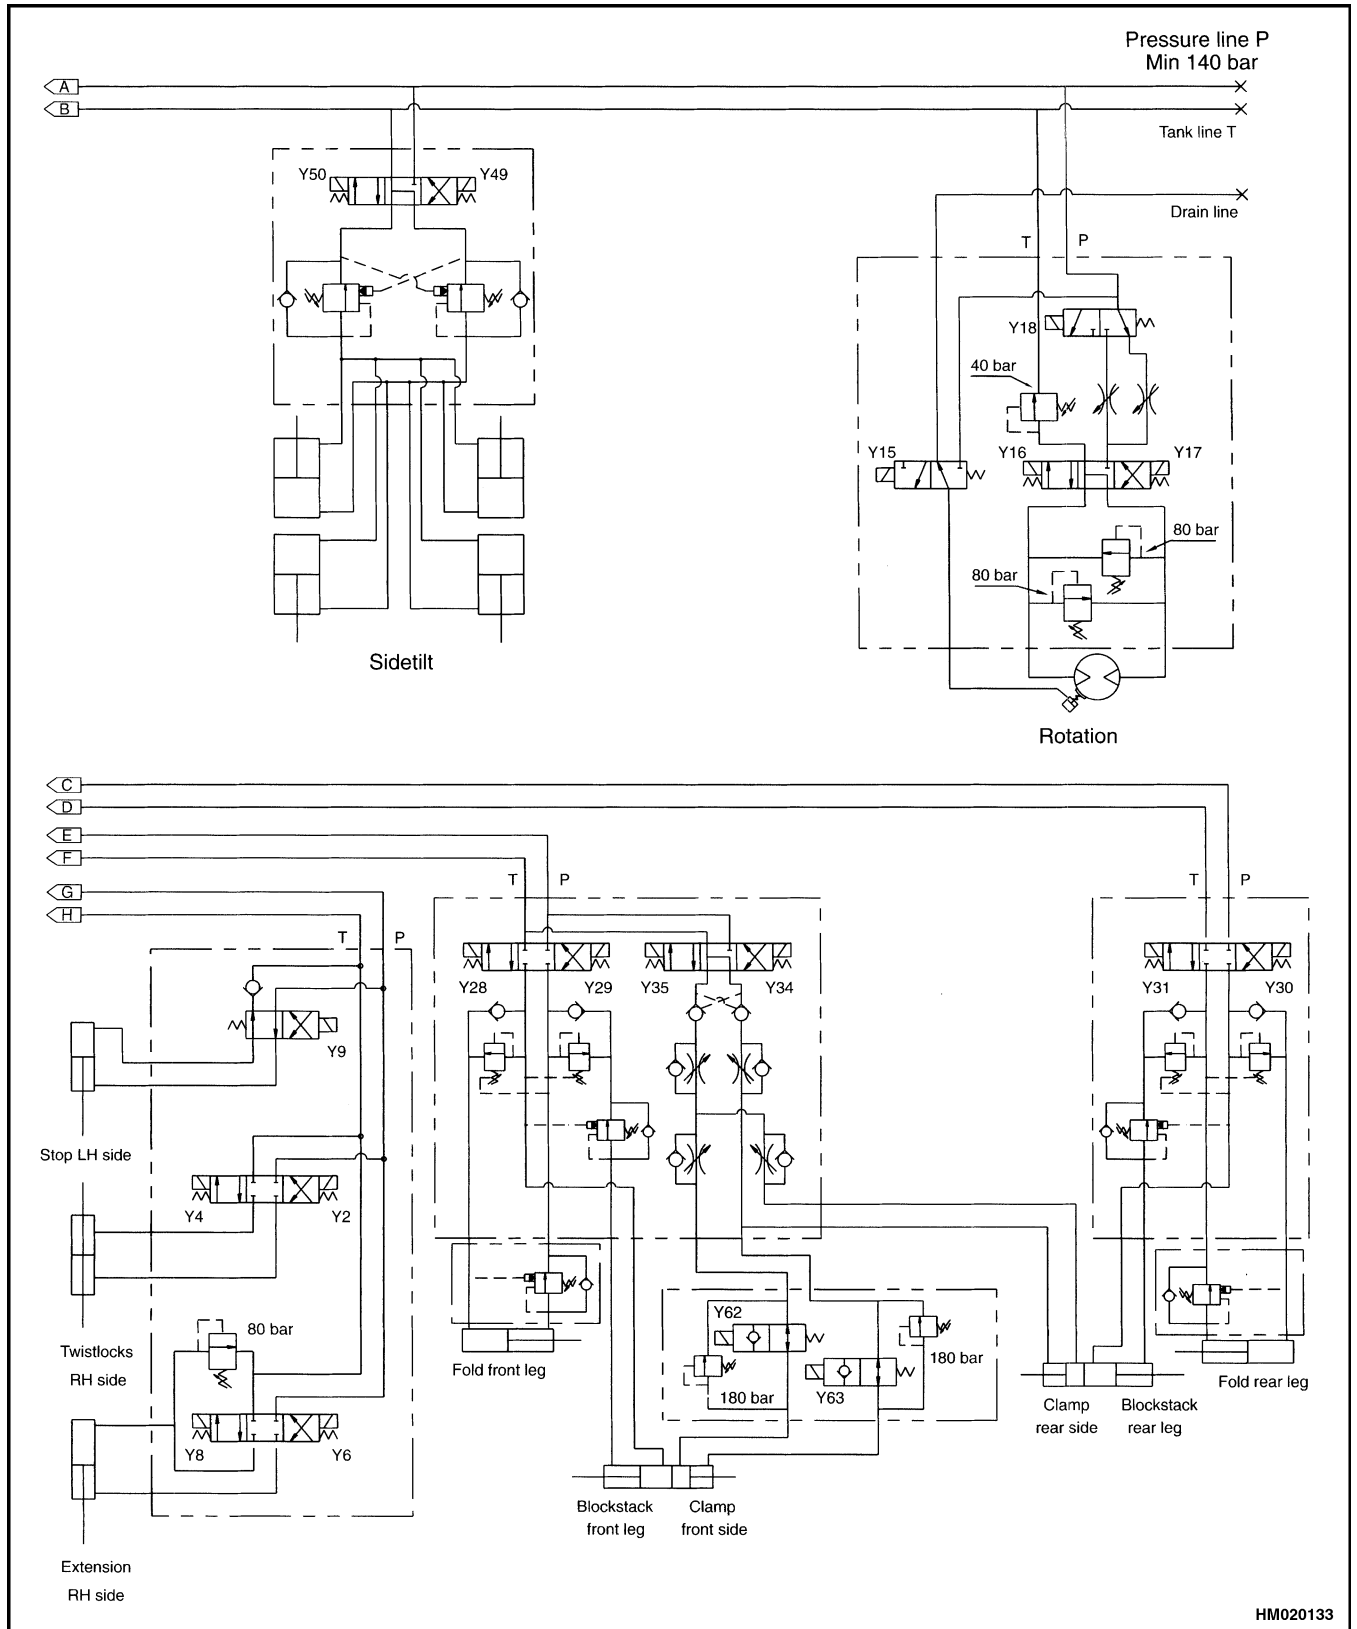 Pressure line P
Min 140 bar
A
B
Tank line T
Y50
Y49
Drain line
T
P
Y18
40 bar
Y15
Y16
Y17
80 bar
80 bar
Sidetilt
Rotation
C
D
E
F
G
H
T
P
T
P
T
P
Y28
Y29
Y35
Y34
Y31
Y30
Y9
Stop LH side
Y4
Y2
80 bar
Twistlocks
RH side
Y8
Y6
Extension
RH side
Fold front leg
Y62
180 bar
Y63
180 bar
Blockstack
front leg
Clamp
front side
Clamp
rear side
Blockstack
rear leg
Fold rear leg
HM020133